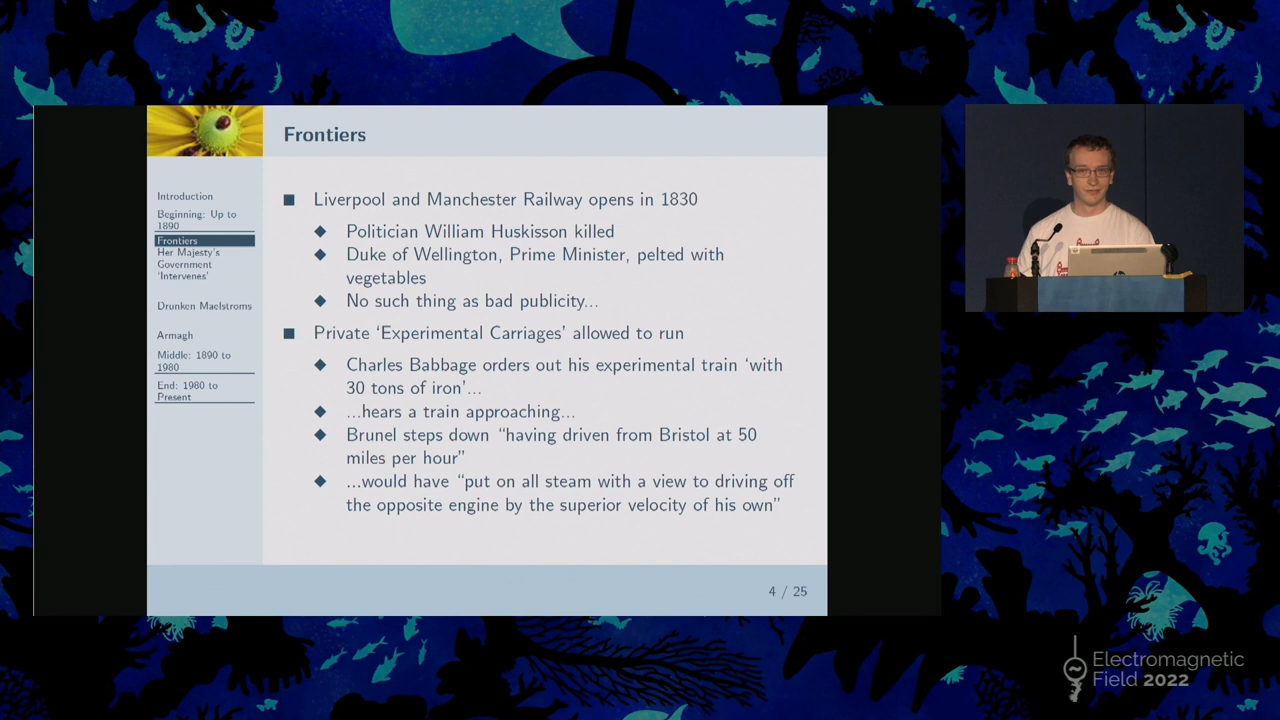 Frontiers
Introduction
Beginning: Up to
1890
Frontiers
Her Majesty's
Government
'Intervenes'
Drunken Maelstroms
Armagh
Middle: 1890 to
1980
End: 1980 to
Present
Liverpool and Manchester Railway opens in 1830
Politician William Huskisson killed
Duke of Wellington, Prime Minister, pelted with
vegetables
No such thing as bad publicity...
Private 'Experimental Carriages' allowed to run
Charles Babbage orders out his experimental train 'with
30 tons of iron'...
...hears a train approaching...
Brunel steps down “having driven from Bristol at 50
miles per hour”
...would have “put on all steam with a view to driving off
the opposite engine by the superior velocity of his own”
4 / 25
Electromagnetic
Field 2022